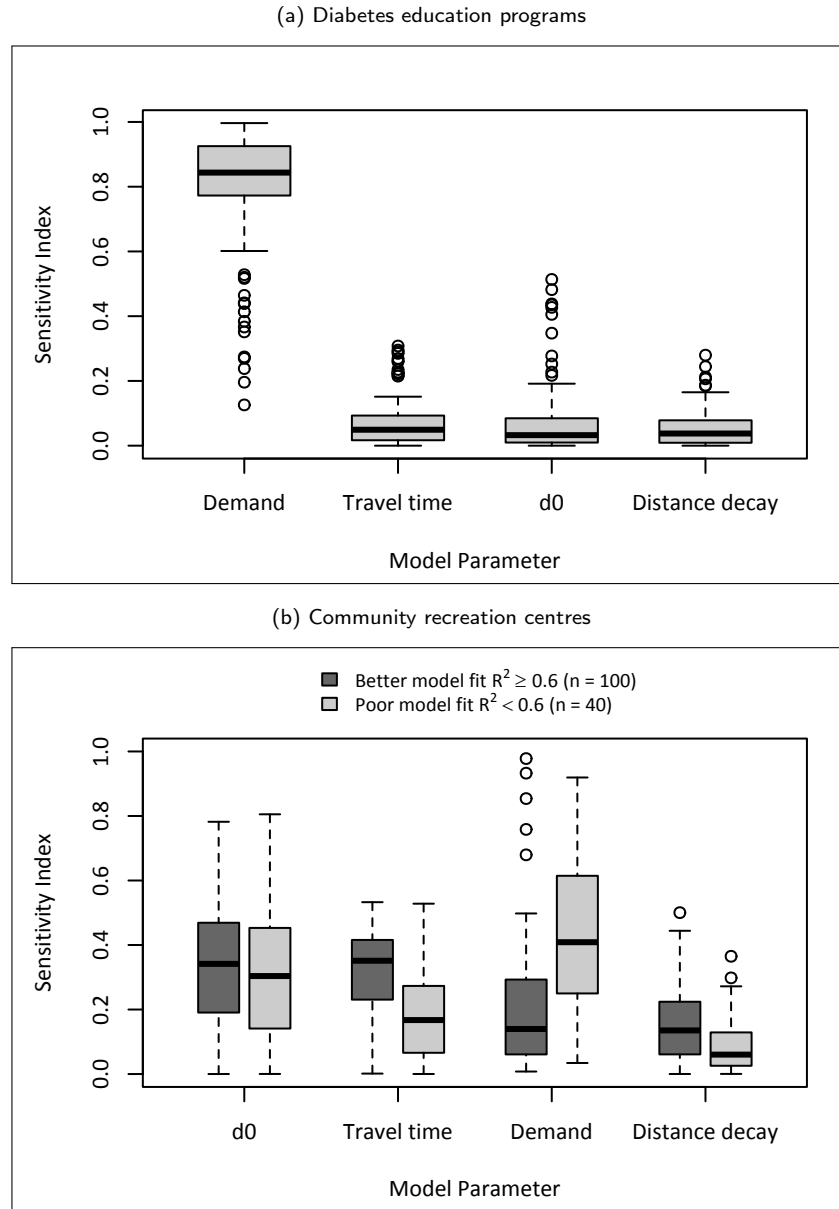 (a) Diabetes education programs
1.0
0.8
0.6
0.4
0.2
0.0
Sensitivity Index
Demand Travel time d0 Distance decay
Model Parameter
(b) Community recreation centres
Better model fit R² ≥ 0.6 (n = 100)
Poor model fit R² < 0.6 (n = 40)
1.0
0.8
0.6
0.4
0.2
0.0
Sensitivity Index
d0 Travel time Demand Distance decay
Model Parameter